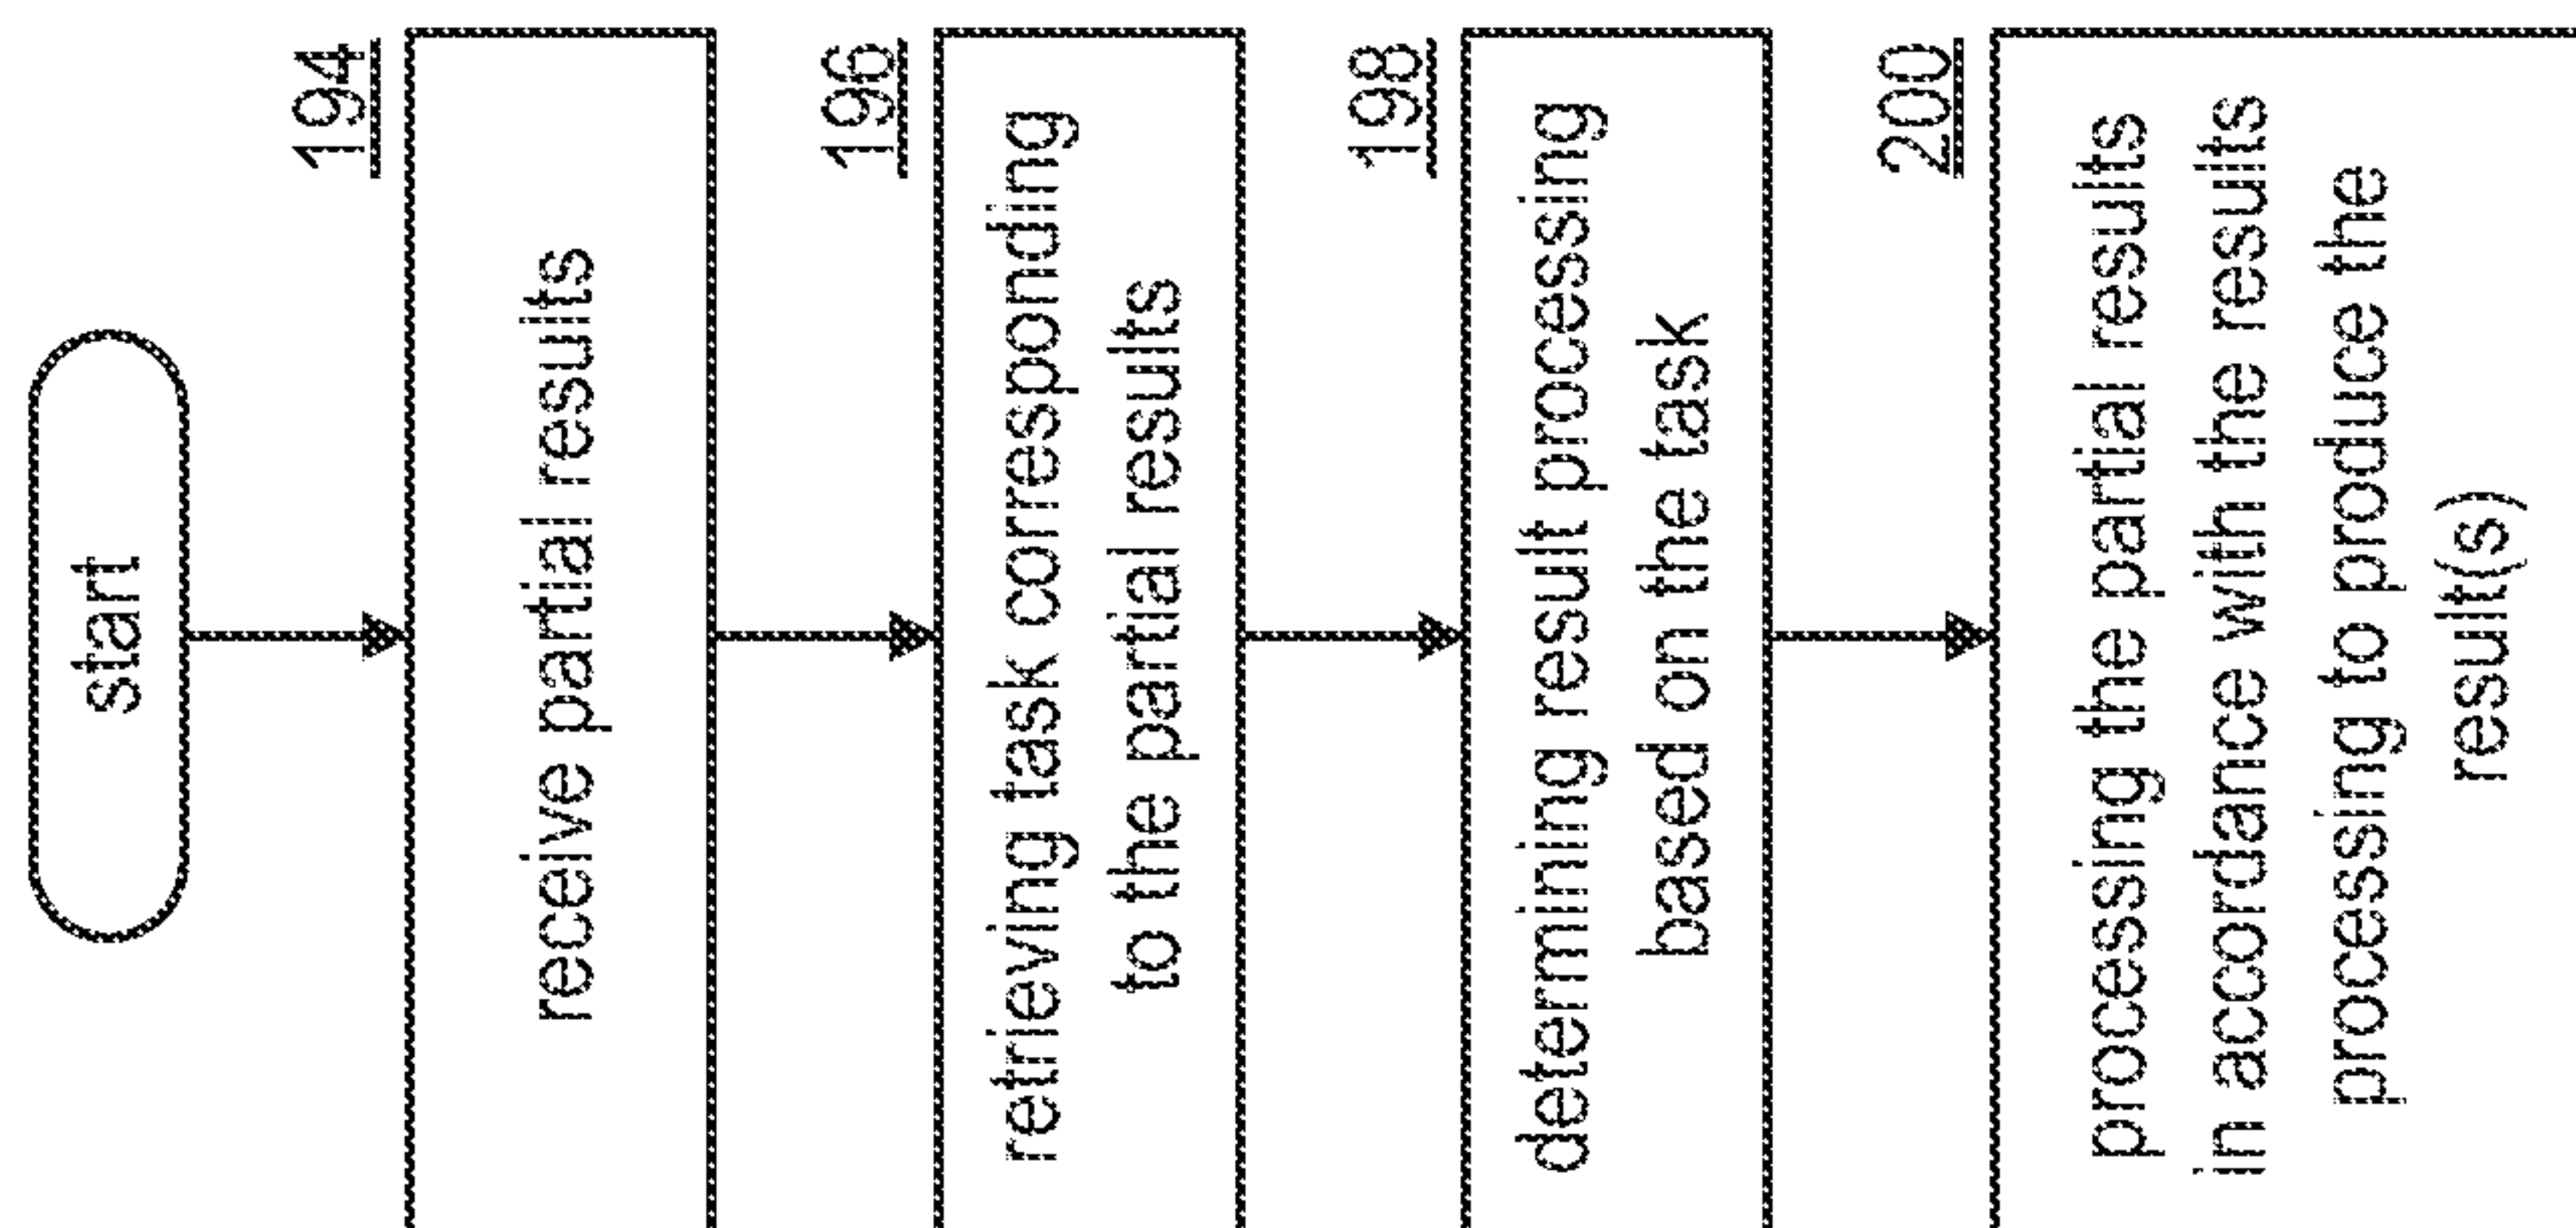 start
194
receive partial results
196
retrieving task corresponding
to the partial results
198
determining result processing
based on the task
200
processing the partial results
in accordance with the results
processing to produce the
result(s)